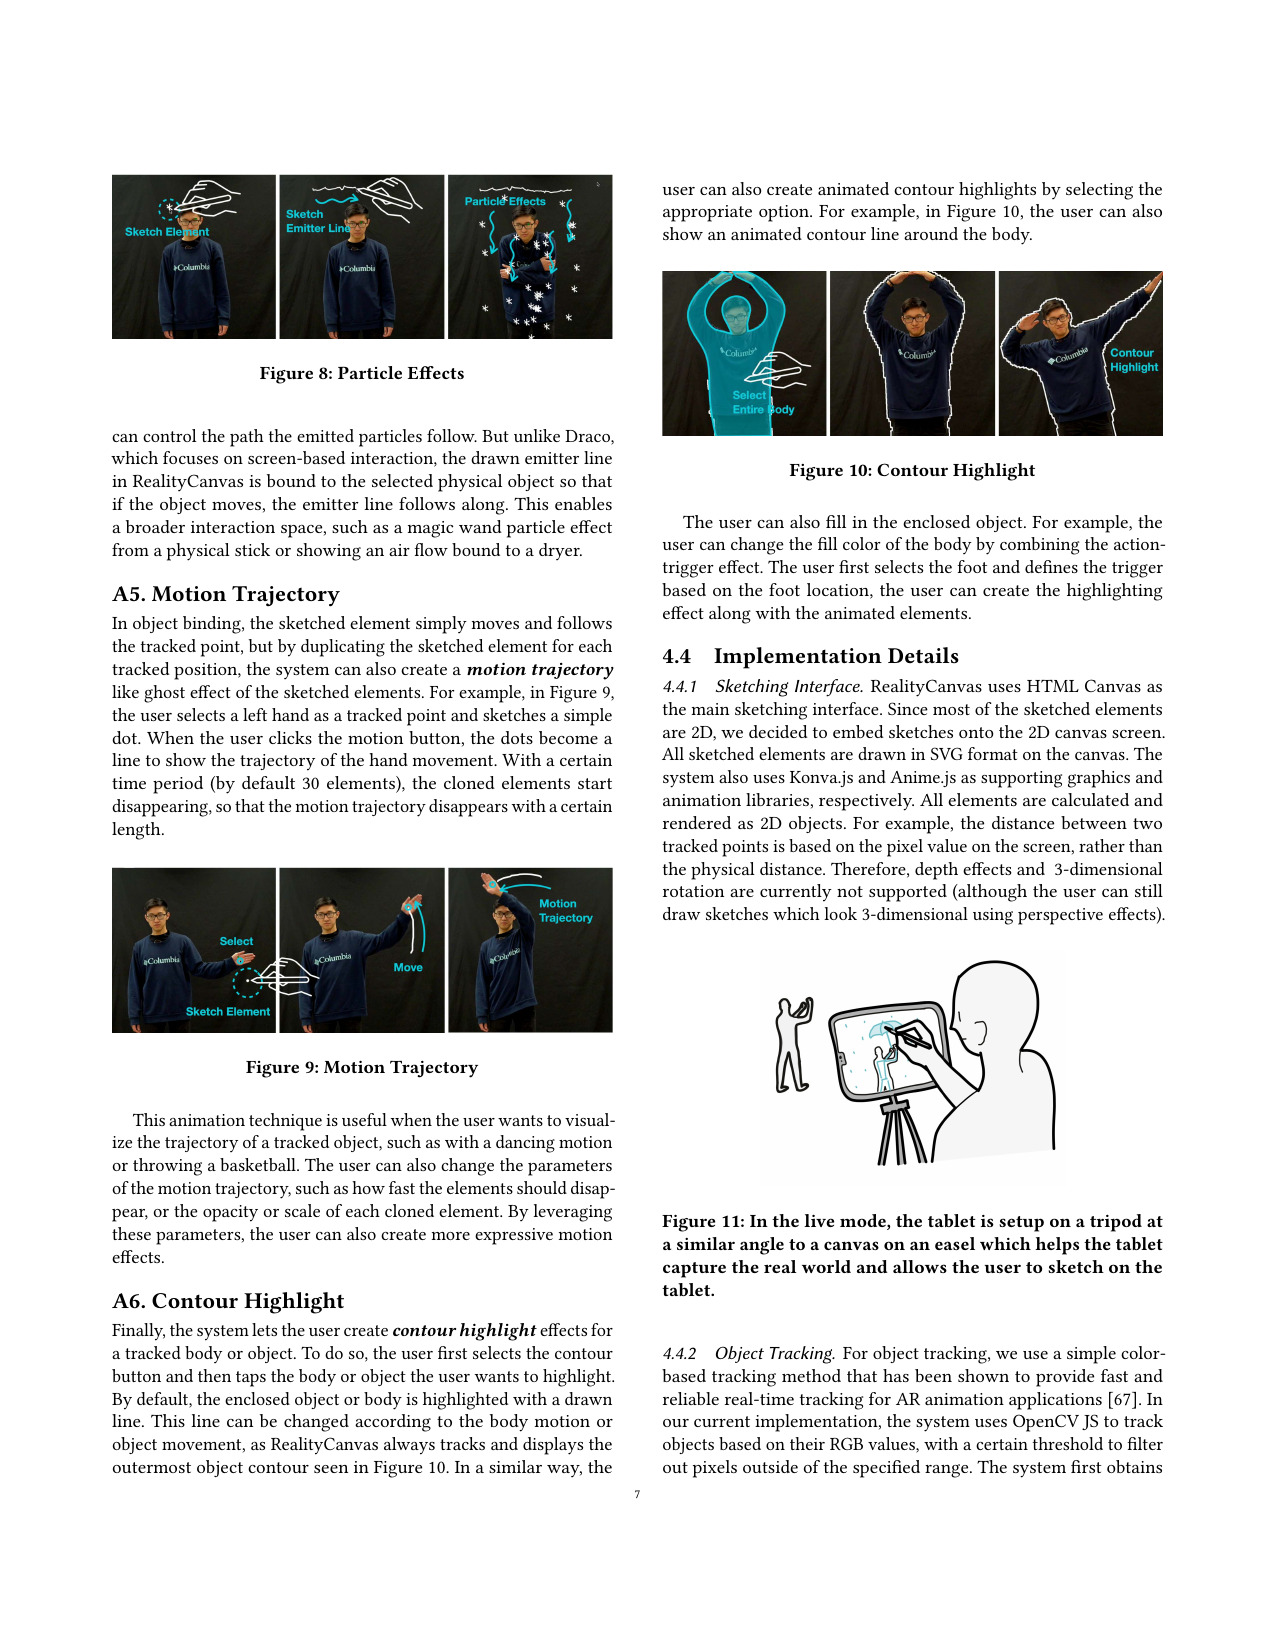 Sketch Element
Columbia
Sketch
Emitter Line
Columbia
Particle Effects
Figure 8: Particle Effects
can control the path the emitted particles follow. But unlike Draco,
which focuses on screen-based interaction, the drawn emitter line
in RealityCanvas is bound to the selected physical object so that
if the object moves, the emitter line follows along. This enables
a broader interaction space, such as a magic wand particle effect
from a physical stick or showing an air flow bound to a dryer.
A5. Motion Trajectory
In object binding, the sketched element simply moves and follows
the tracked point, but by duplicating the sketched element for each
tracked position, the system can also create a motion trajectory
like ghost effect of the sketched elements. For example, in Figure 9,
the user selects a left hand as a tracked point and sketches a simple
dot. When the user clicks the motion button, the dots become a
line to show the trajectory of the hand movement. With a certain
time period (by default 30 elements), the cloned elements start
disappearing, so that the motion trajectory disappears with a certain
length.
Select
Columbia
Sketch Element
Columbia
Move
Motion
Trajectory
Columbia
Figure 9: Motion Trajectory
This animation technique is useful when the user wants to visual-
ize the trajectory of a tracked object, such as with a dancing motion
or throwing a basketball. The user can also change the parameters
of the motion trajectory, such as how fast the elements should disap-
pear, or the opacity or scale of each cloned element. By leveraging
these parameters, the user can also create more expressive motion
effects.
A6. Contour Highlight
Finally, the system lets the user create contour highlight effects for
a tracked body or object. To do so, the user first selects the contour
button and then taps the body or object the user wants to highlight.
By default, the enclosed object or body is highlighted with a drawn
line. This line can be changed according to the body motion or
object movement, as RealityCanvas always tracks and displays the
outermost object contour seen in Figure 10. In a similar way, the
user can also create animated contour highlights by selecting the
appropriate option. For example, in Figure 10, the user can also
show an animated contour line around the body.
Columbia
Select
Entire Body
Columbia
Columbia
Contour
Highlight
Figure 10: Contour Highlight
The user can also fill in the enclosed object. For example, the
user can change the fill color of the body by combining the action-
trigger effect. The user first selects the foot and defines the trigger
based on the foot location, the user can create the highlighting
effect along with the animated elements.
4.4 Implementation Details
4.4.1 Sketching Interface. RealityCanvas uses HTML Canvas as
the main sketching interface. Since most of the sketched elements
are 2D, we decided to embed sketches onto the 2D canvas screen.
All sketched elements are drawn in SVG format on the canvas. The
system also uses Konva.js and Anime.js as supporting graphics and
animation libraries, respectively. All elements are calculated and
rendered as 2D objects. For example, the distance between two
tracked points is based on the pixel value on the screen, rather than
the physical distance. Therefore, depth effects and 3-dimensional
rotation are currently not supported (although the user can still
draw sketches which look 3-dimensional using perspective effects).
Figure 11: In the live mode, the tablet is setup on a tripod at
a similar angle to a canvas on an easel which helps the tablet
capture the real world and allows the user to sketch on the
tablet.
4.4.2 Object Tracking. For object tracking, we use a simple color-
based tracking method that has been shown to provide fast and
reliable real-time tracking for AR animation applications [67]. In
our current implementation, the system uses OpenCV JS to track
objects based on their RGB values, with a certain threshold to filter
out pixels outside of the specified range. The system first obtains
7